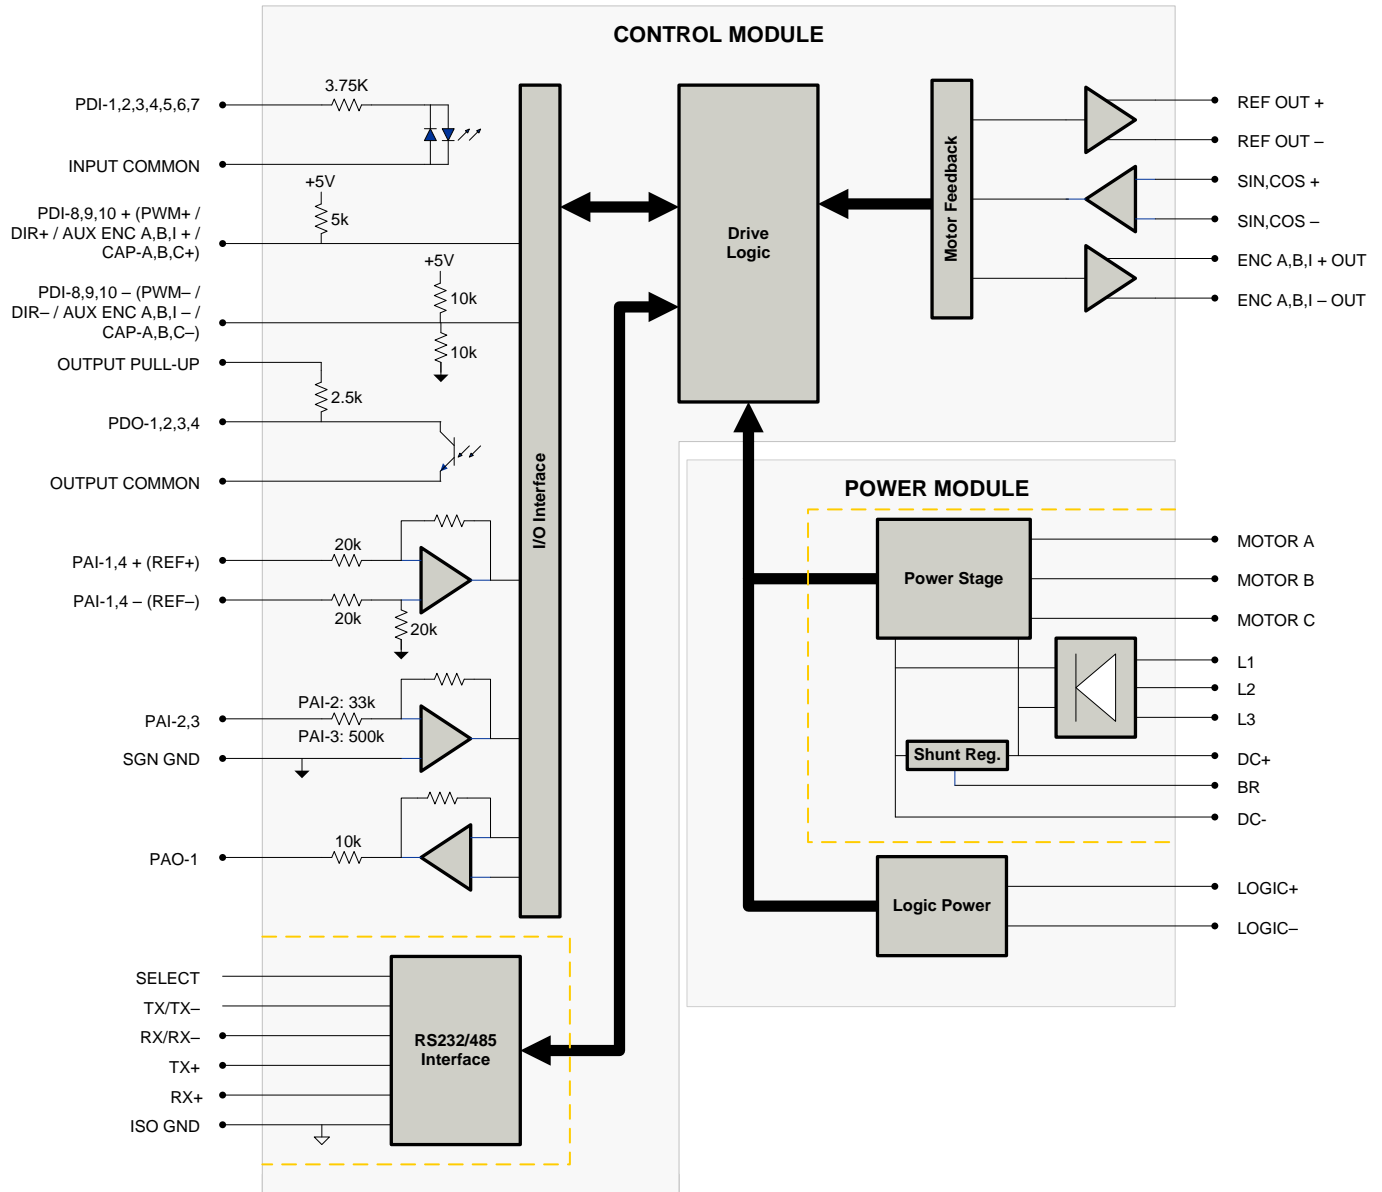 CONTROL MODULE
3.75K
PDI-1,2,3,4,5,6,7
INPUT COMMON
+5V
5k
PDI-8,9,10 + (PWM+ /
DIR+ / AUX ENC A,B,I + /
CAP-A,B,C+)
+5V
10k
PDI-8,9,10 – (PWM– /
DIR– / AUX ENC A,B,I – /
CAP-A,B,C–)
10k
OUTPUT PULL-UP
2.5k
PDO-1,2,3,4
OUTPUT COMMON
20k
PAI-1,4 + (REF+)
PAI-1,4 – (REF–)
20k
20k
PAI-2: 33k
PAI-2,3
PAI-3: 500k
SGN GND
10k
PAO-1
I/O Interface
SELECT
TX/TX–
RX/RX–
TX+
RX+
ISO GND
RS232/485
Interface
Drive
Logic
Motor Feedback
REF OUT +
REF OUT –
SIN,COS +
SIN,COS –
ENC A,B,I + OUT
ENC A,B,I – OUT
POWER MODULE
Power Stage
MOTOR A
MOTOR B
MOTOR C
L1
L2
L3
Shunt Reg.
DC+
BR
DC-
Logic Power
LOGIC+
LOGIC–